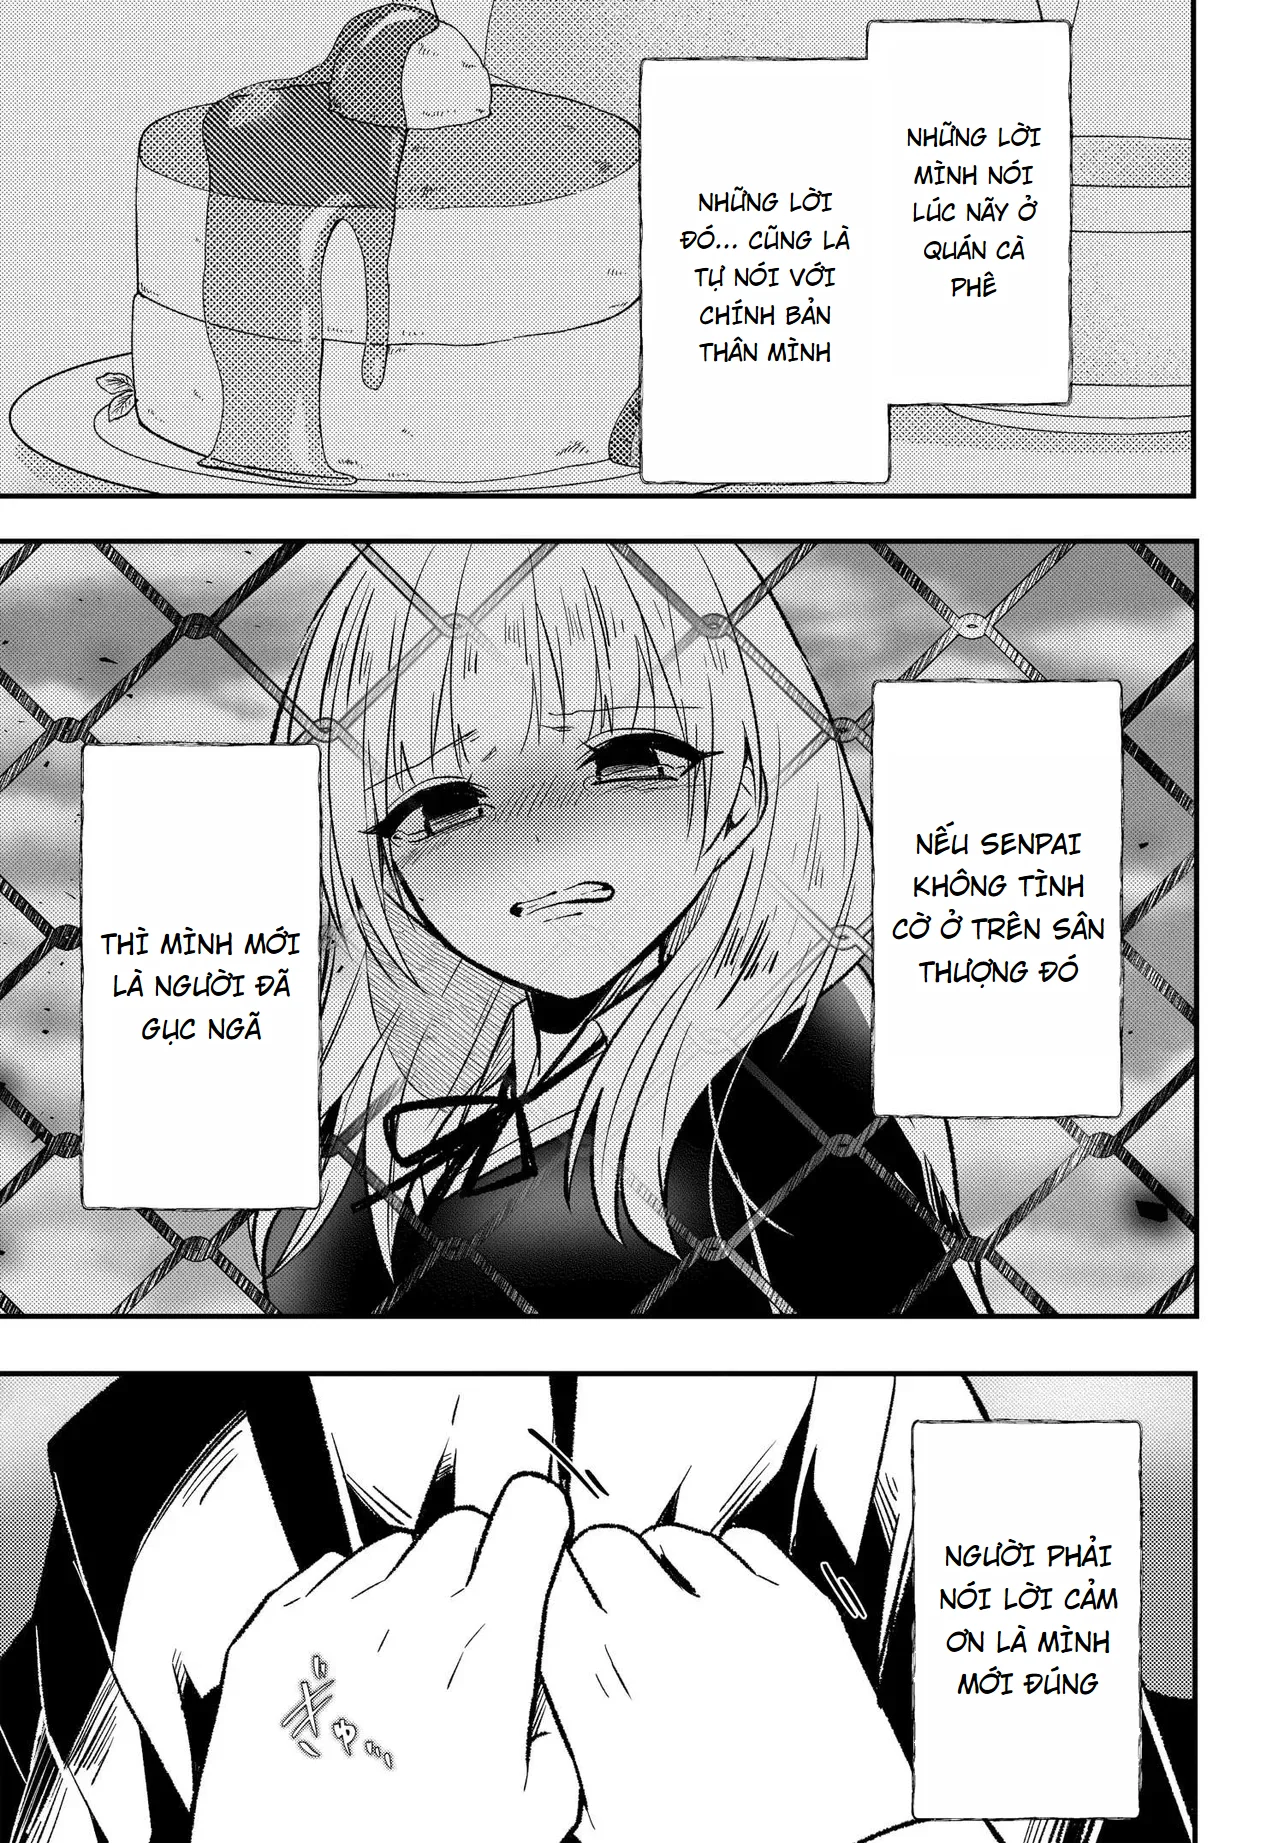 NHỮNG LỜI
MÌNH NÓI
LÚC NÃY Ở
QUÁN CÀ
PHÊ
NHỮNG LỜI
ĐÓ... CŨNG LÀ
TỰ NÓI VỚI
CHÍNH BẢN
THÂN MÌNH
NẾU SENPAI
KHÔNG TÌNH
CỜ Ở TRÊN SÂN
THƯỢNG ĐÓ
THÌ MÌNH MỚI
LÀ NGƯỜI ĐÃ
GỤC NGÃ
NGƯỜI PHẢI
NÓI LỜI CẢM
ƠN LÀ MÌNH
MỚI ĐÚNG
ぎゅ...